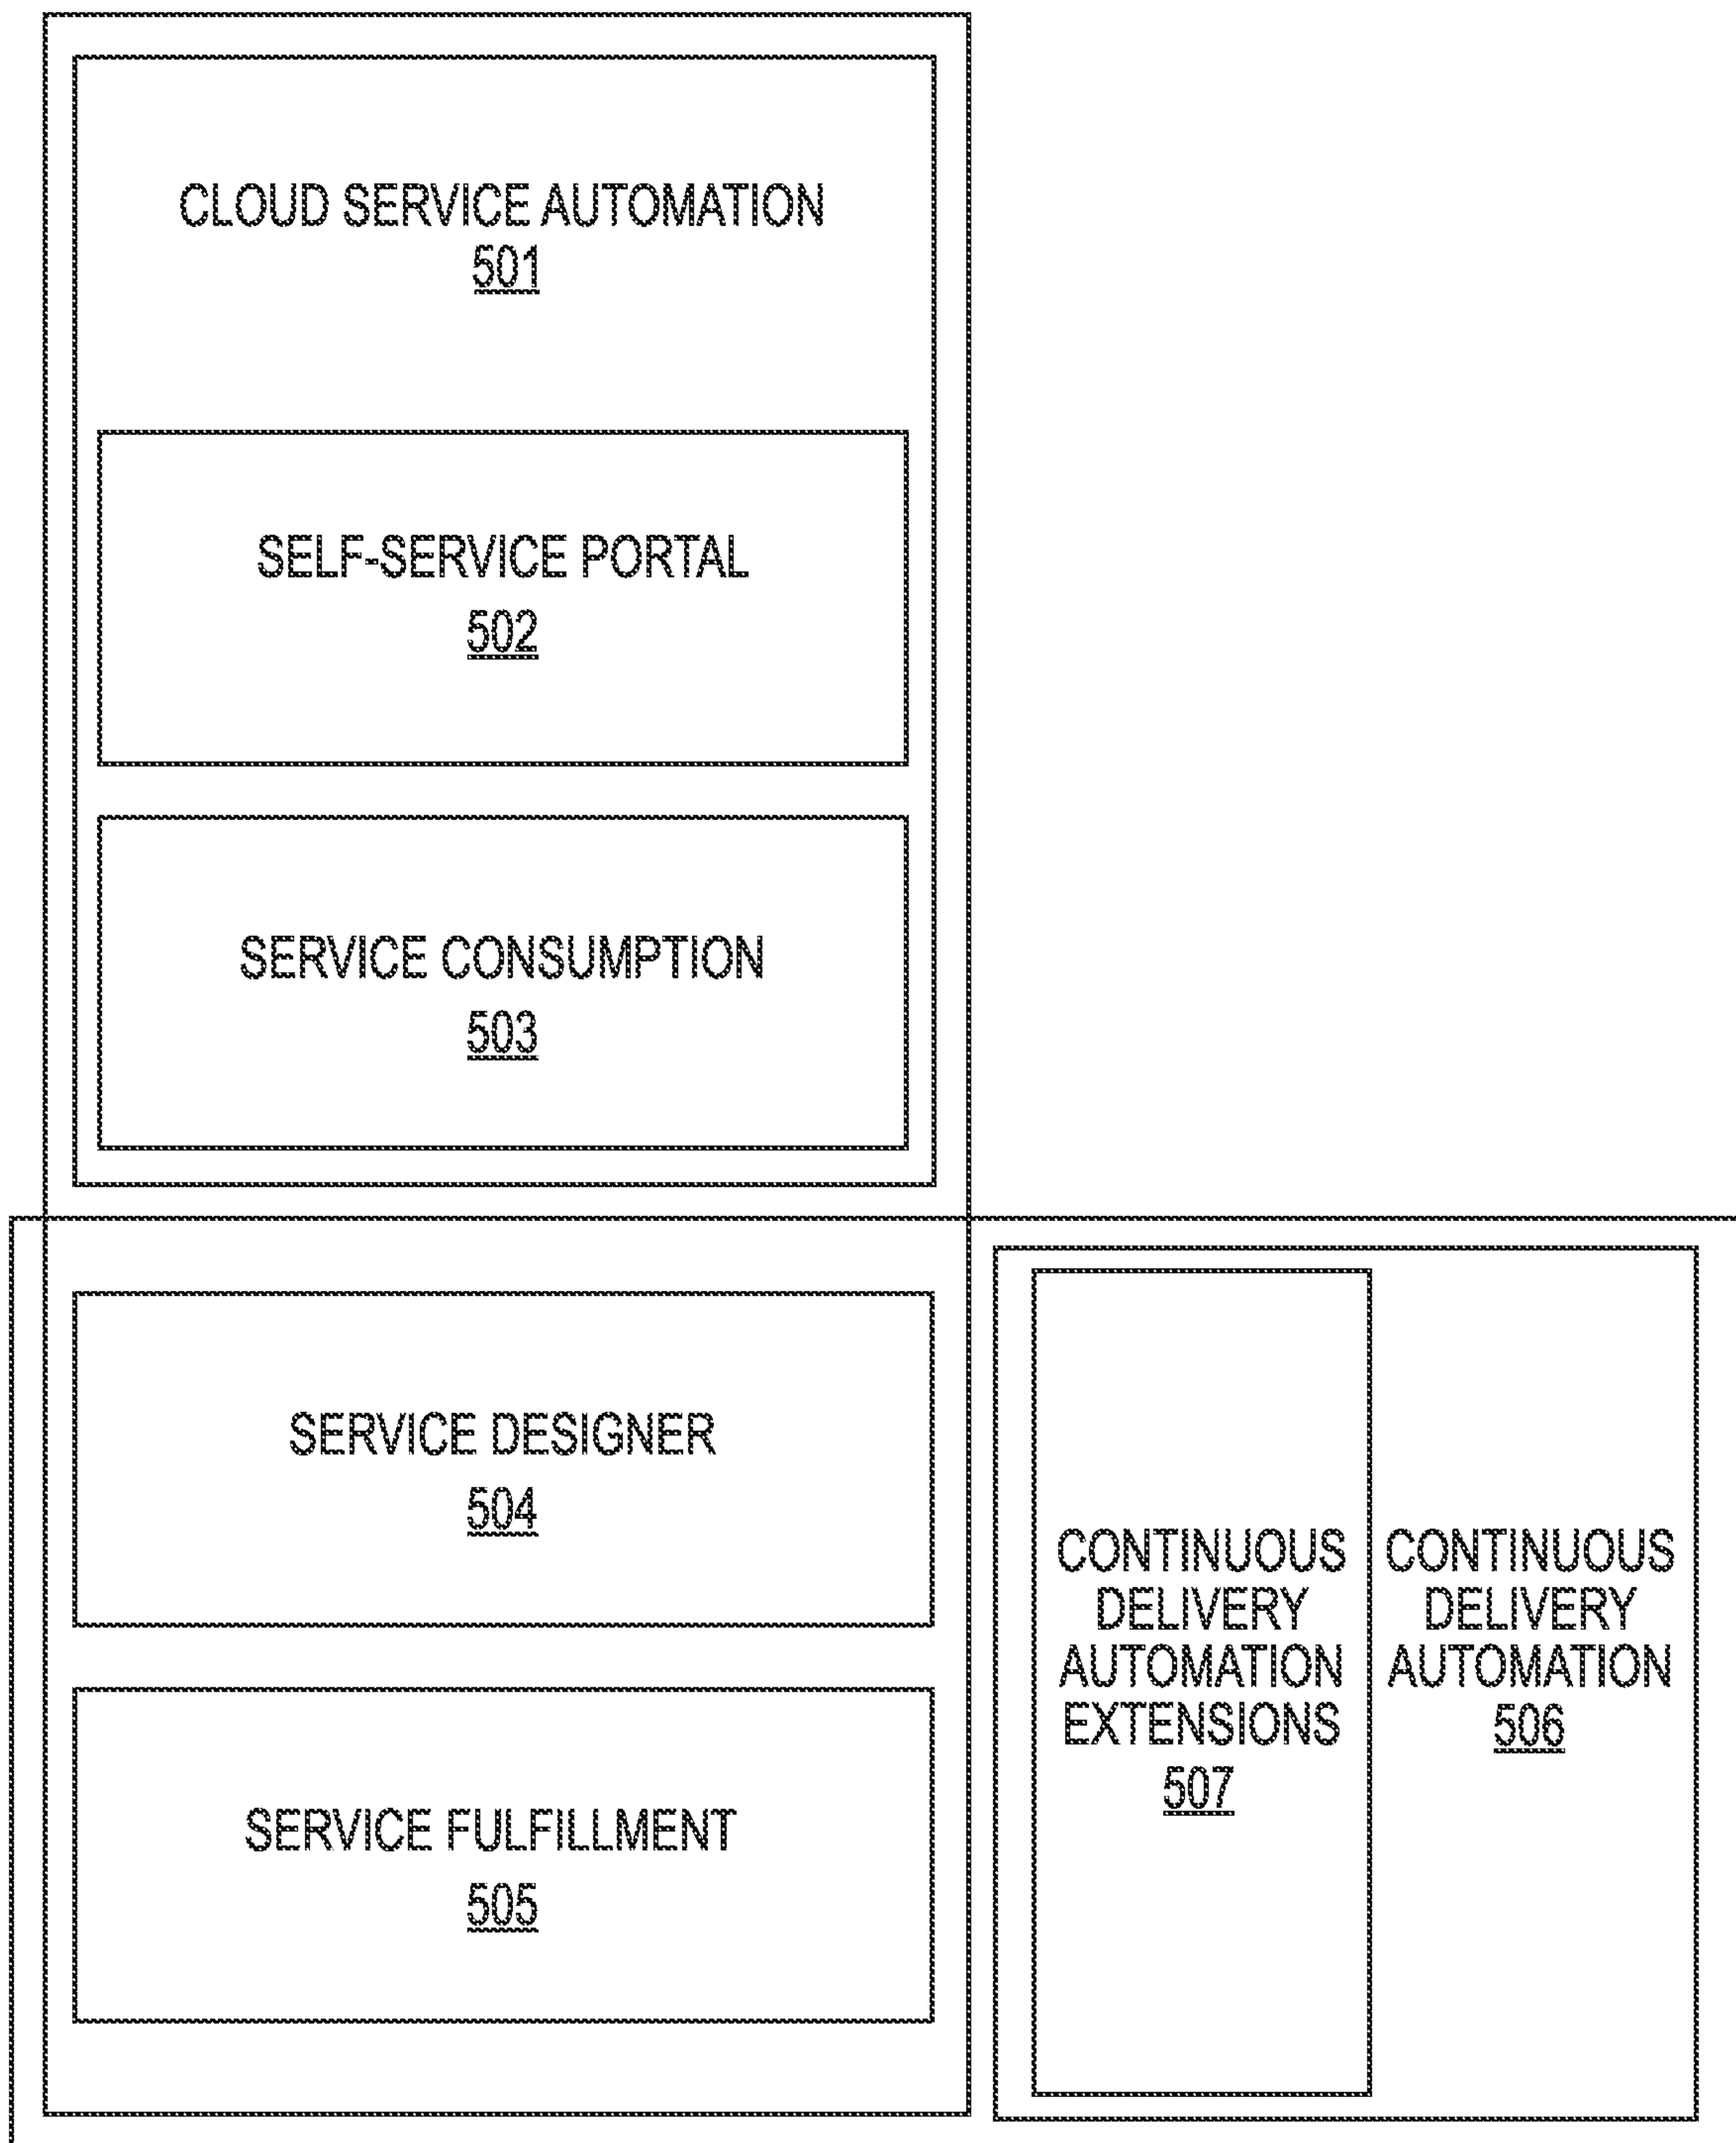 CLOUD SERVICE AUTOMATION
501
SELF-SERVICE PORTAL
502
SERVICE CONSUMPTION
503
SERVICE DESIGNER
504
SERVICE FULFILLMENT
505
CONTINUOUS
DELIVERY
AUTOMATION
EXTENSIONS
507
CONTINUOUS
DELIVERY
AUTOMATION
506